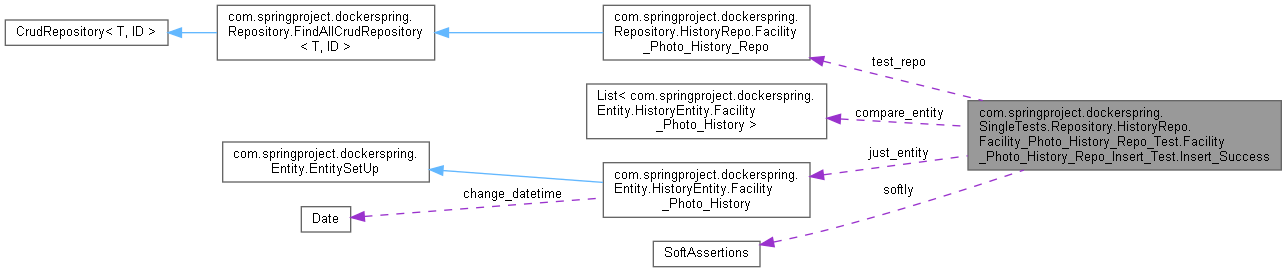 CrudRepository< T, ID >
com.springproject.dockerspring.
Repository.FindAllCrudRepository
< T, ID >
com.springproject.dockerspring.
Repository.HistoryRepo.Facility
_Photo_History_Repo
test_repo
List< com.springproject.dockerspring.
Entity.HistoryEntity.Facility
_Photo_History >
compare_entity
com.springproject.dockerspring.
SingleTests.Repository.HistoryRepo.
Facility_Photo_History_Repo_Test.Facility
_Photo_History_Repo_Insert_Test.Insert_Success
com.springproject.dockerspring.
Entity.EntitySetUp
just_entity
com.springproject.dockerspring.
Entity.HistoryEntity.Facility
_Photo_History
change_datetime
softly
Date
SoftAssertions